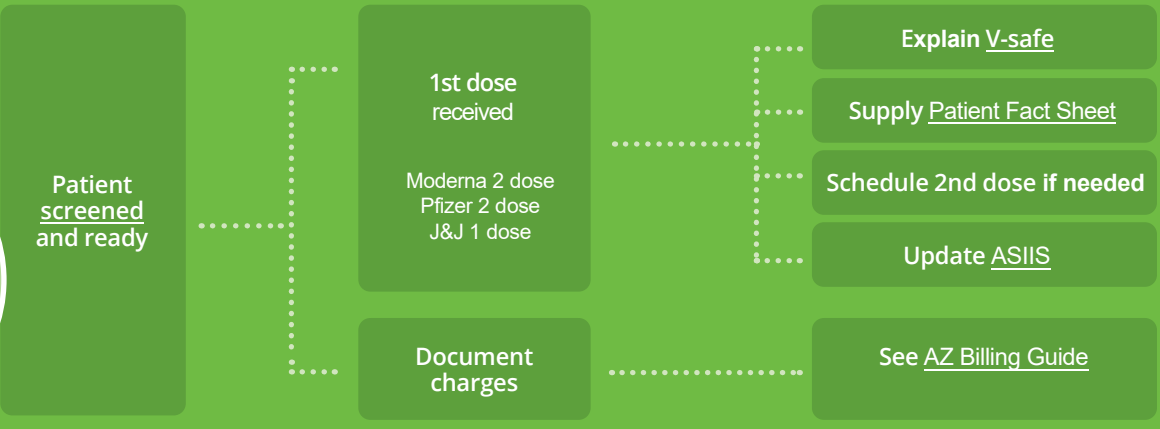 Patient
screened
and ready
1st dose
received
Moderna 2 dose
Pfizer 2 dose
J&J 1 dose
Explain V-safe
Supply Patient Fact Sheet
Schedule 2nd dose if needed
Update ASIIS
Document
charges
See AZ Billing Guide